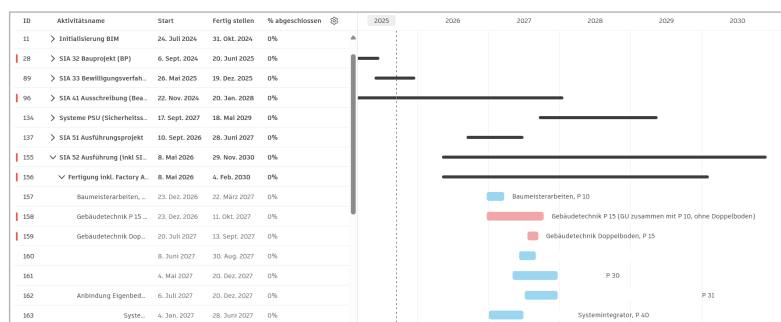 ID Aktivitätsname Start Fertig stellen % abgeschlossen 2025 2026 2027 2028 2029 2030
11 Initialisierung BIM 24. Juli 2024 31. Okt. 2024 0%
28 SIA 32 Bauprojekt (BP) 6. Sept. 2024 20. Juni 2025 0%
89 SIA 33 Bewilligungsverfah... 26. Mai 2025 19. Dez. 2025 0%
96 SIA 41 Ausschreibung (Bea... 22. Nov. 2024 20. Jan. 2028 0%
134 Systeme PSU (Sicherheitss... 17. Sept. 2027 18. Mai 2029 0%
137 SIA 51 Ausführungsprojekt 10. Sept. 2026 28. Juni 2027 0%
155 SIA 52 Ausführung (inkl SI... 8. Mai 2026 29. Nov. 2030 0%
156 Fertigung inkl. Factory A... 8. Mai 2026 4. Feb. 2030 0%
157 Baumeisterarbeiten, ... 23. Dez. 2026 22. März 2027 0% Baumeisterarbeiten, P 10
158 Gebäudetechnik P 15 ... 23. Dez. 2026 11. Okt. 2027 0% Gebäudetechnik P 15 (GU zusammen mit P 10, ohne Doppelboden)
159 Gebäudetechnik Dop... 20. Juli 2027 13. Sept. 2027 0% Gebäudetechnik Doppelboden, P 15
160 8. Juni 2027 30. Aug. 2027 0%
161 4. Mai 2027 20. Dez. 2027 0% P 30
162 Anbindung Eigenbed... 6. Juli 2027 20. Dez. 2027 0% P 31
163 Syste... 4. Jan. 2027 28. Juni 2027 0% Systemintegrator, P 40